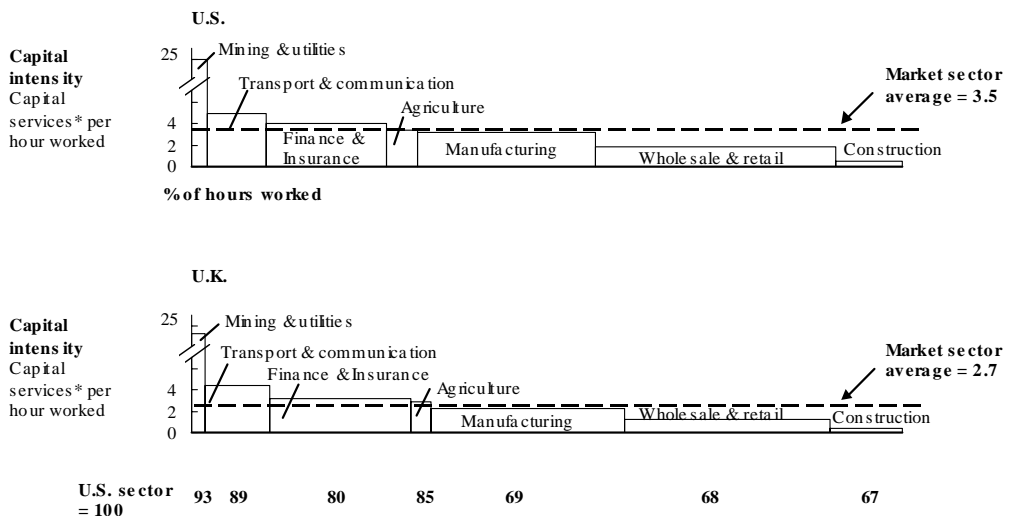 U.S.
Capital
intensity
Capital
services* per
hour worked
25
4
2
0
Mining & utilities
Transport & communication
Agriculture
Finance &
Insurance
Manufacturing
Wholesale & retail
Construction
Market sector
average = 3.5
% of hours worked
U.K.
Capital
intensity
Capital
services* per
hour worked
25
4
2
0
Mining & utilities
Transport & communication
Finance & Insurance
Agriculture
Manufacturing
Wholesale & retail
Construction
Market sector
average = 2.7
U.S. sector
= 100
93 89 80 85 69 68 67